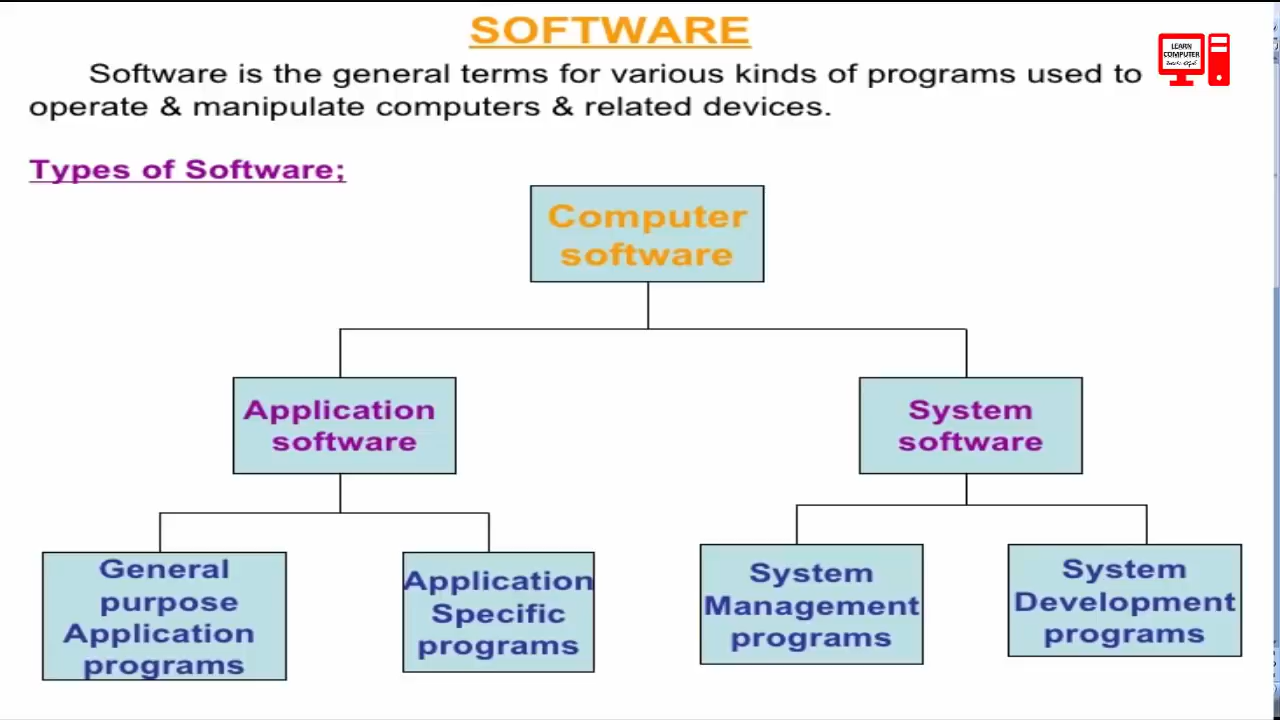 SOFTWARE
LEARN
COMPUTER
Software is the general terms for various kinds of programs used to
operate & manipulate computers & related devices.
Types of Software;
Computer
software
Application
software
System
software
General
purpose
Application
programs
Application
Specific
programs
System
Management
programs
System
Development
programs